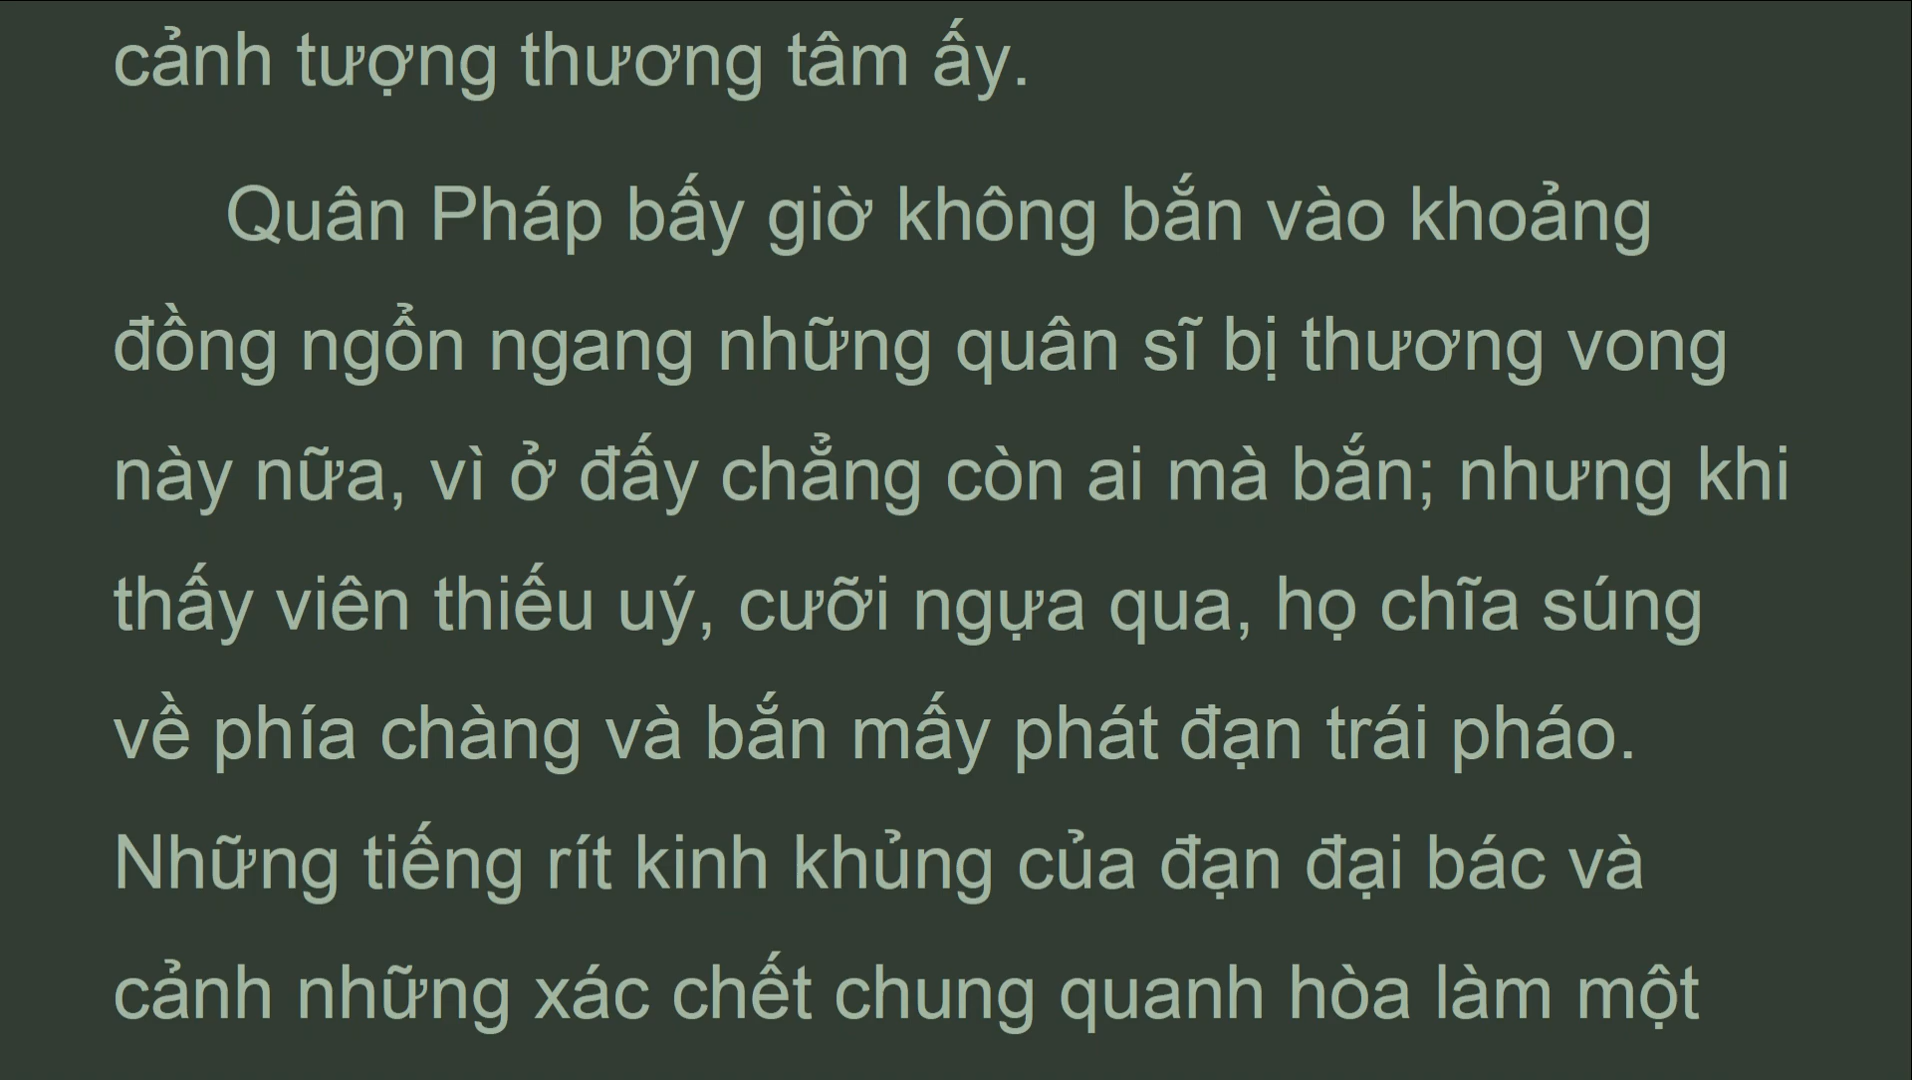 cảnh tượng thương tâm ấy.
Quân Pháp bấy giờ không bắn vào khoảng
đồng ngổn ngang những quân sĩ bị thương vong
này nữa, vì ở đấy chẳng còn ai mà bắn; nhưng khi
thấy viên thiếu uý, cưỡi ngựa qua, họ chĩa súng
về phía chàng và bắn mấy phát đạn trái pháo.
Những tiếng rít kinh khủng của đạn đại bác và
cảnh những xác chết chung quanh hòa làm một